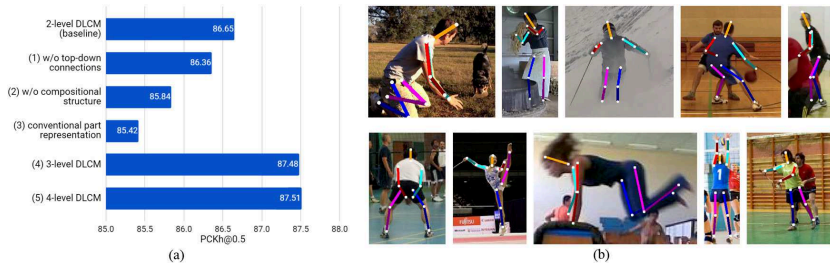 2-level DLCM
(baseline)
86.65
(1) w/o top-down
connections
86.36
(2) w/o compositional
structure
85.84
(3) conventional part
representation
85.42
(4) 3-level DLCM
87.48
(5) 4-level DLCM
87.51
85.0 85.5 86.0 86.5 87.0 87.5 88.0
PCKh@0.5
(a)
FUJITSU
1
(b)